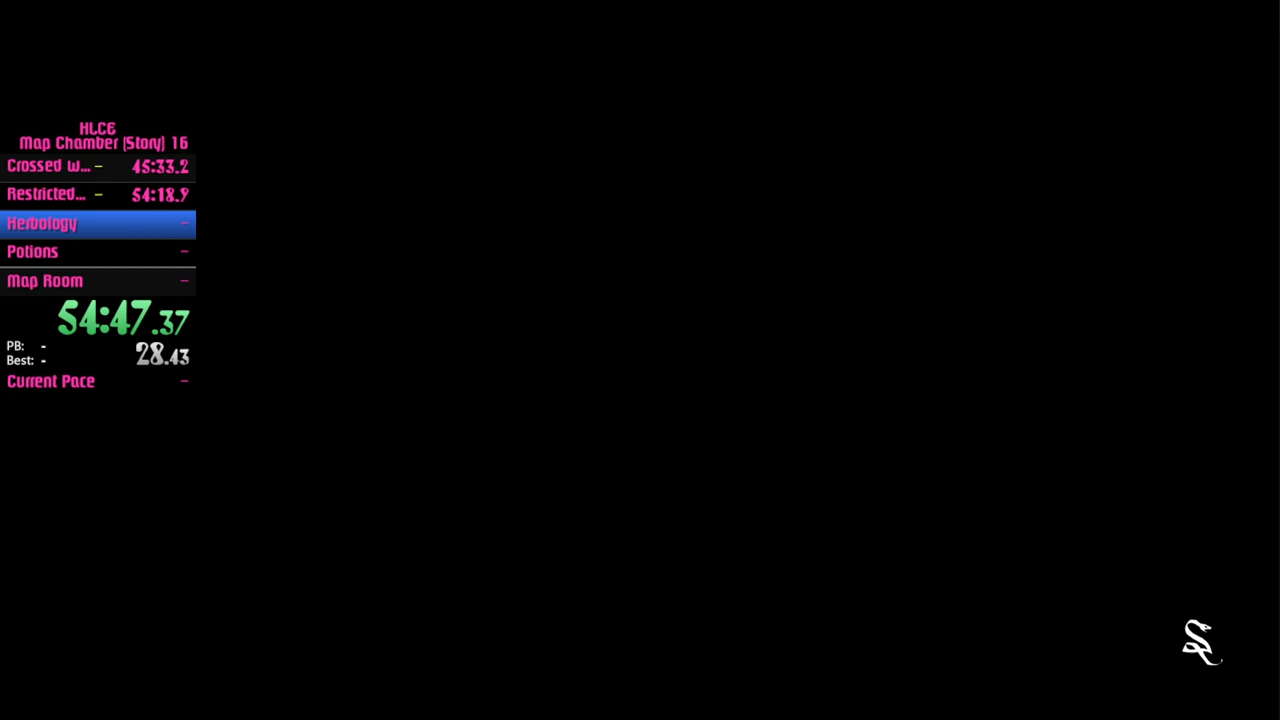 HLCE
Map Chamber (Story) 16
Crossed w... - 45:33.2
Restricted... - 54:18.9
Herbology -
Potions -
Map Room -
54:47.37
PB: - 28.43
Best: -
Current Pace -